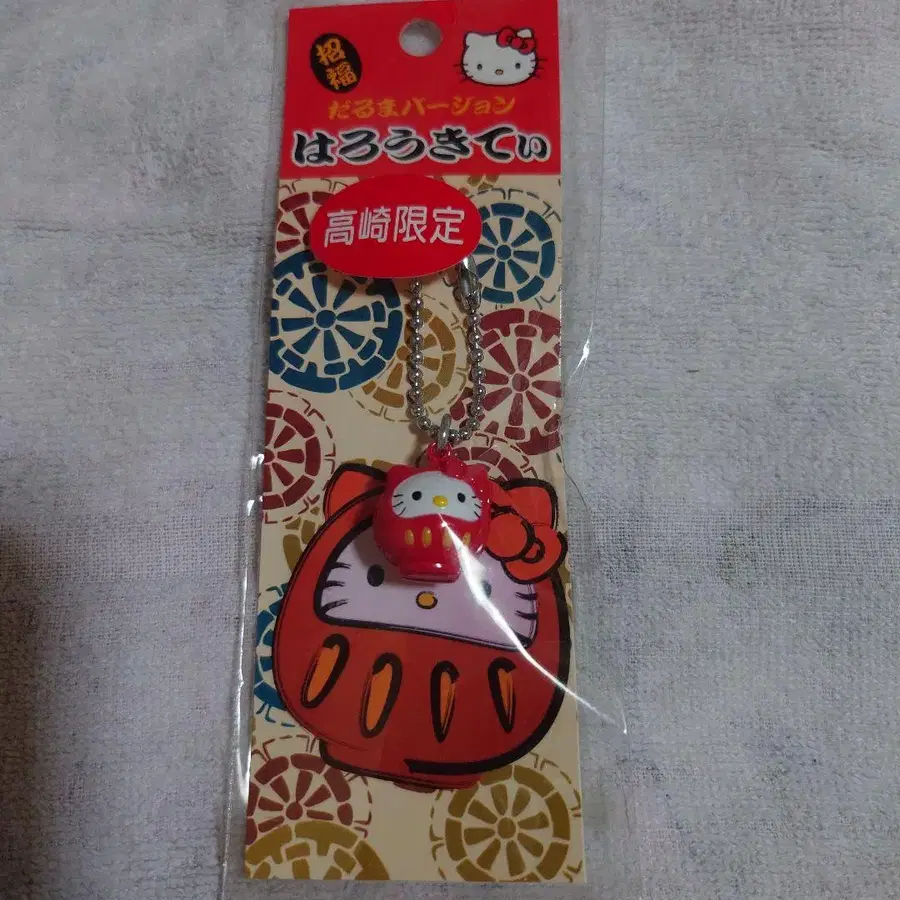 招福
だるまバージョン
はろうきてぃ
高崎限定